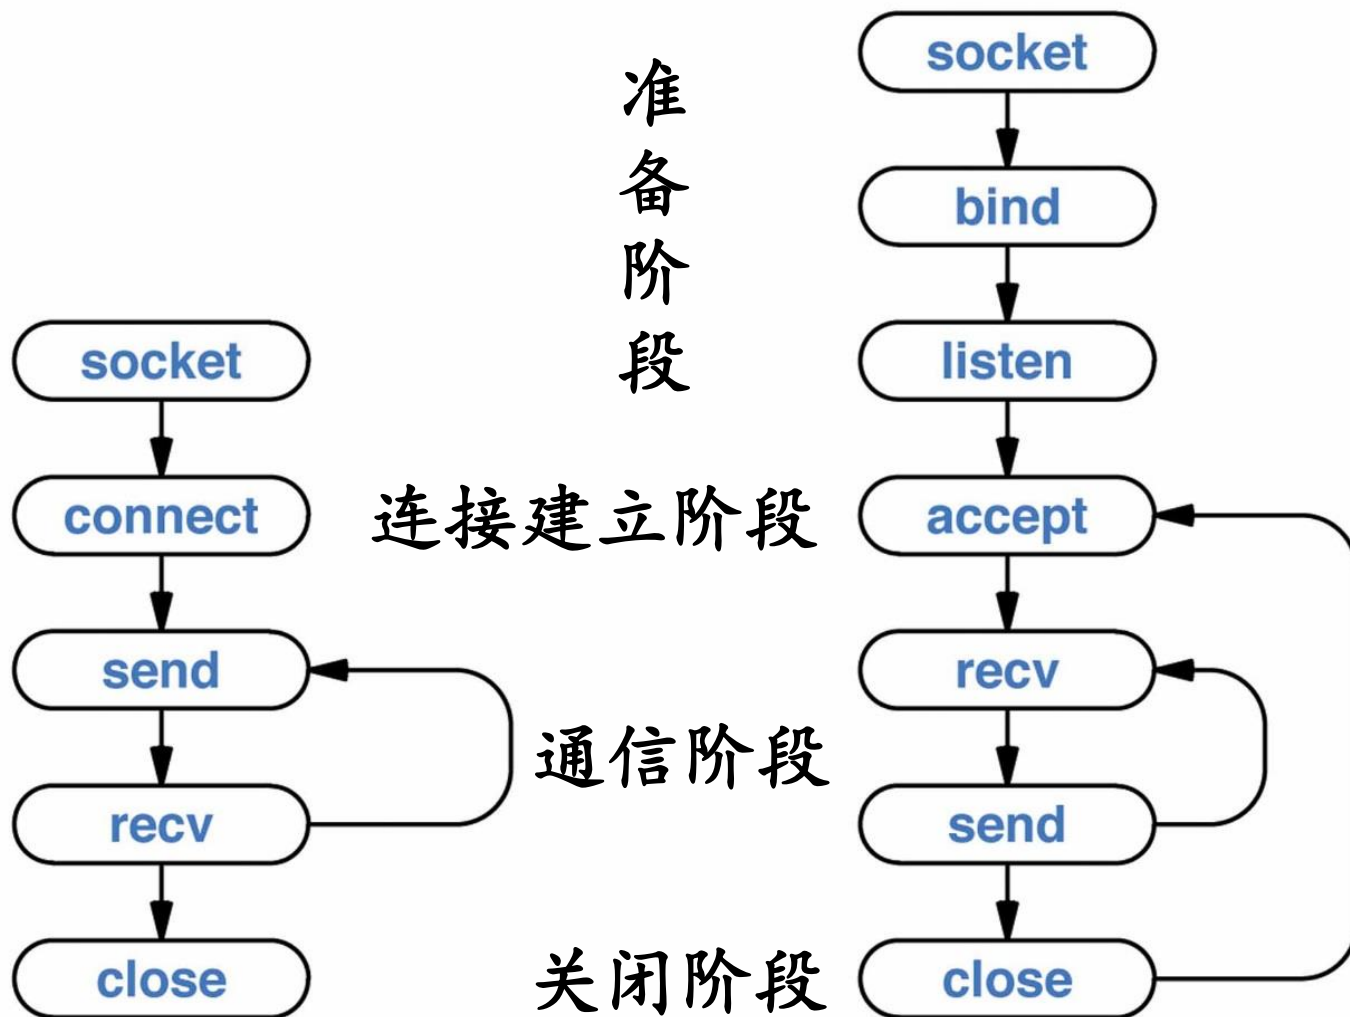 socket
准
备
阶
段
bind
socket
listen
connect
连接建立阶段
accept
send
recv
通信阶段
recv
send
close
关闭阶段
close